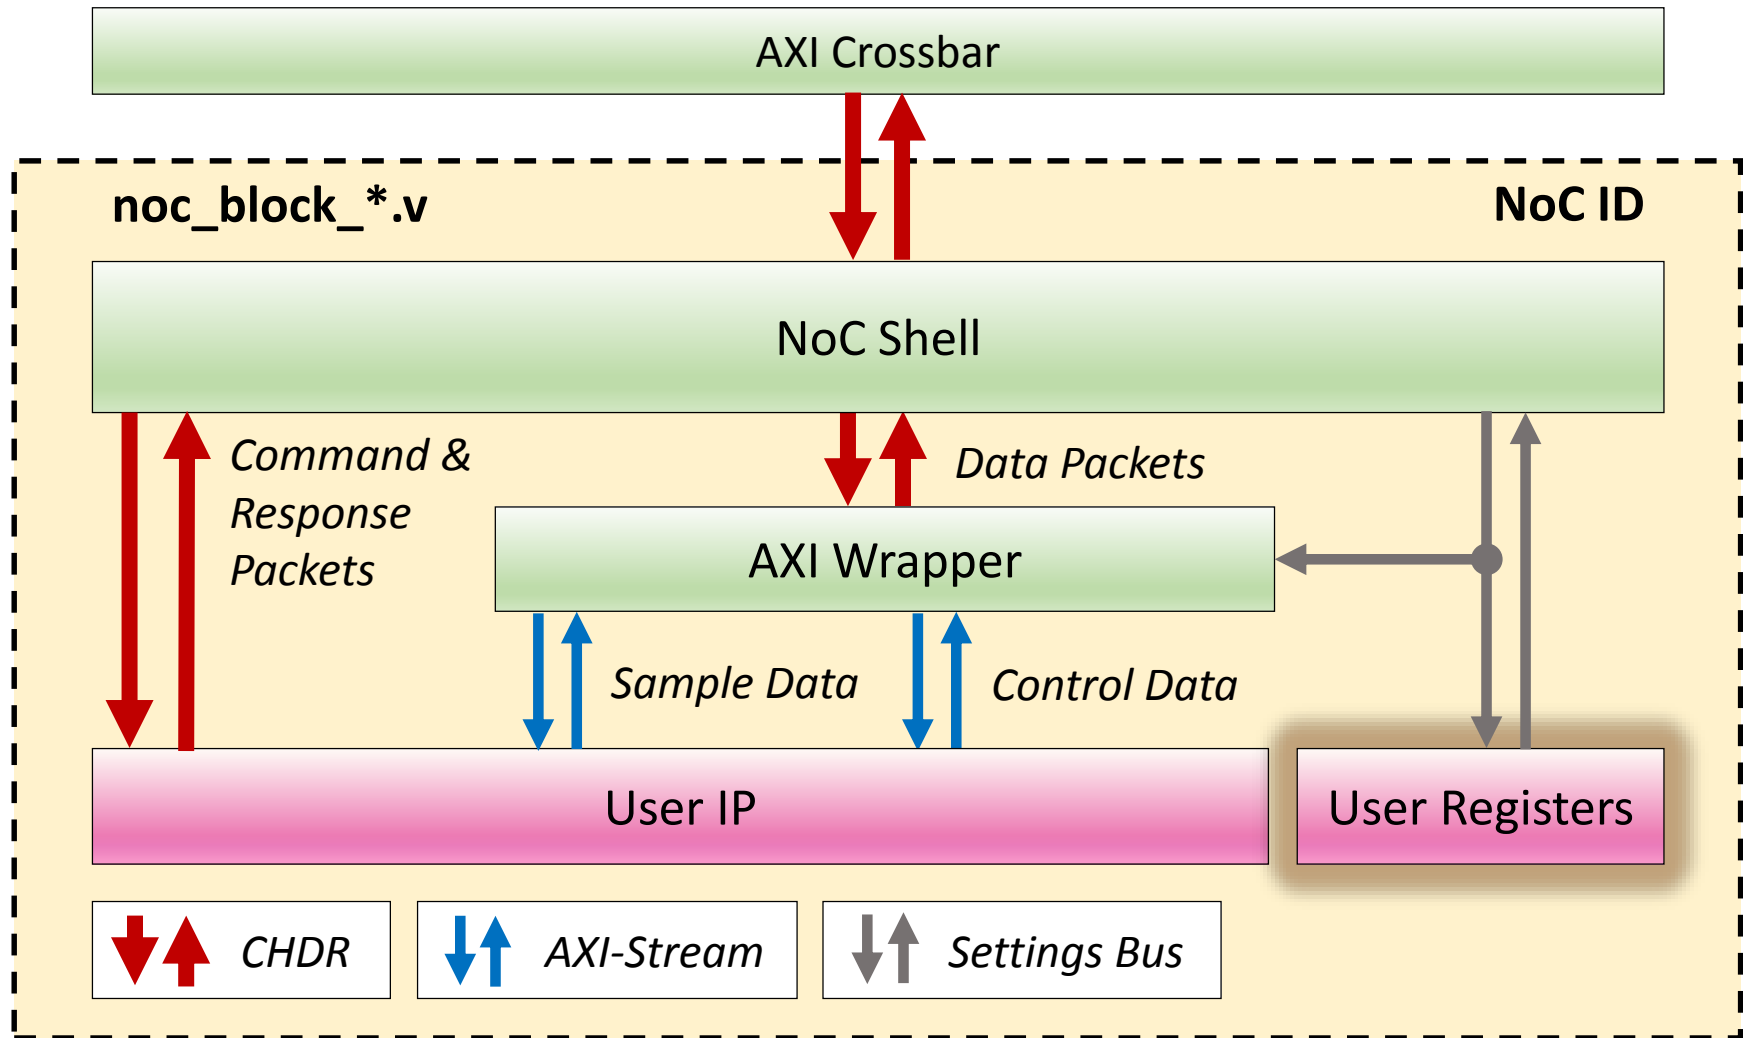 AXI Crossbar
noc_block_*.v
NoC ID
NoC Shell
Command &
Response
Packets
Data Packets
AXI Wrapper
Sample Data
Control Data
User IP
User Registers
CHDR
AXI-Stream
Settings Bus